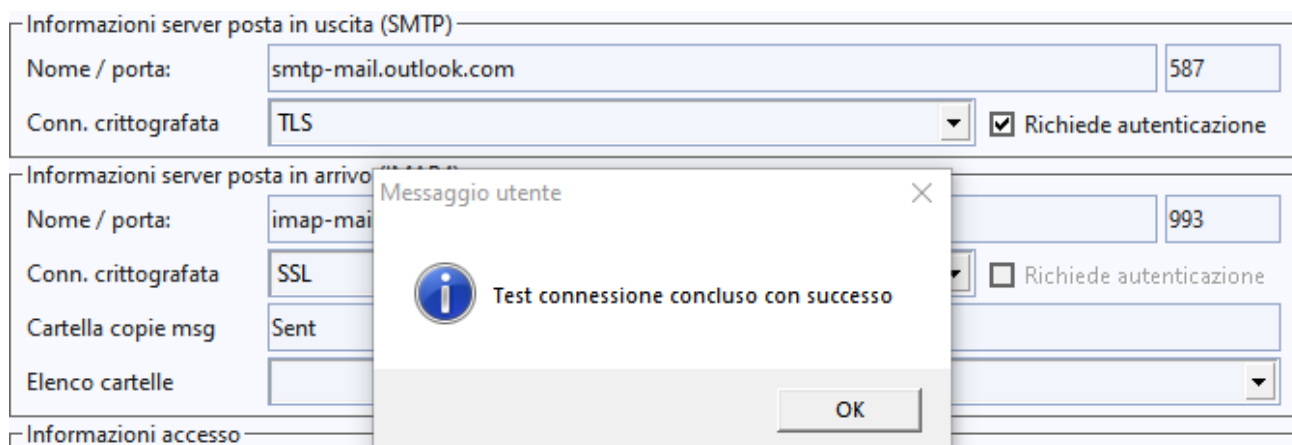 Informazioni server posta in uscita (SMTP)
Nome / porta: smtp-mail.outlook.com 587
Conn. crittografata TLS Richiede autenticazione
Informazioni server posta in arrivo
Messaggio utente
Nome / porta: imap-mai 993
Conn. crittografata SSL Richiede autenticazione
Test connessione concluso con successo
Cartella copie msg Sent
Elenco cartelle
OK
Informazioni accesso